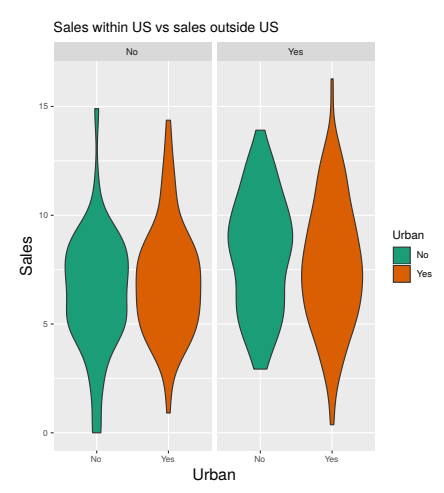 Sales within US vs sales outside US
No
Yes
15
10
5
0
Sales
No
Yes
No
Yes
Urban
Urban
No
Yes